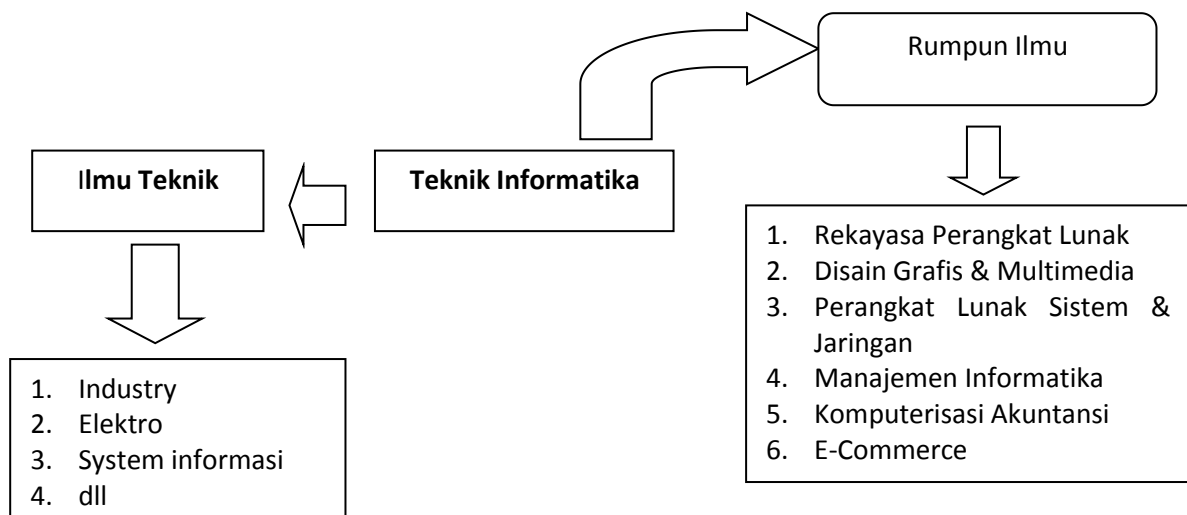 Rumpun Ilmu
Ilmu Teknik
Teknik Informatika
1. Rekayasa Perangkat Lunak
2. Disain Grafis & Multimedia
3. Perangkat Lunak Sistem &
Jaringan
4. Manajemen Informatika
5. Komputerisasi Akuntansi
6. E-Commerce
1. Industry
2. Elektro
3. System informasi
4. dll